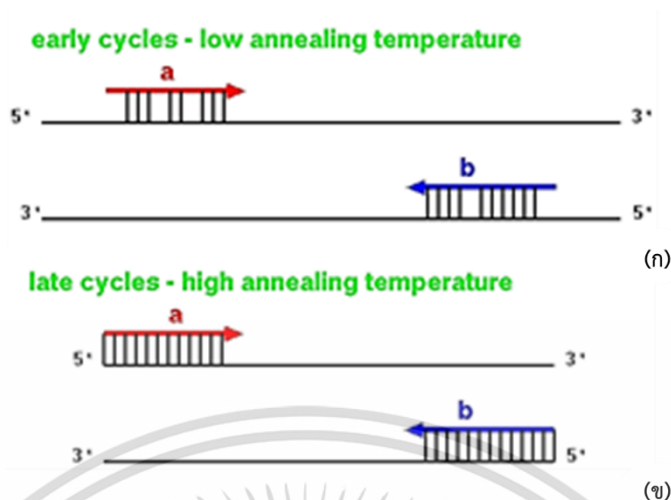 early cycles - low annealing temperature
a
5' 3'
b
3' 5'
(ก)
late cycles - high annealing temperature
a
5' 3'
b
3' 5'
(ข)